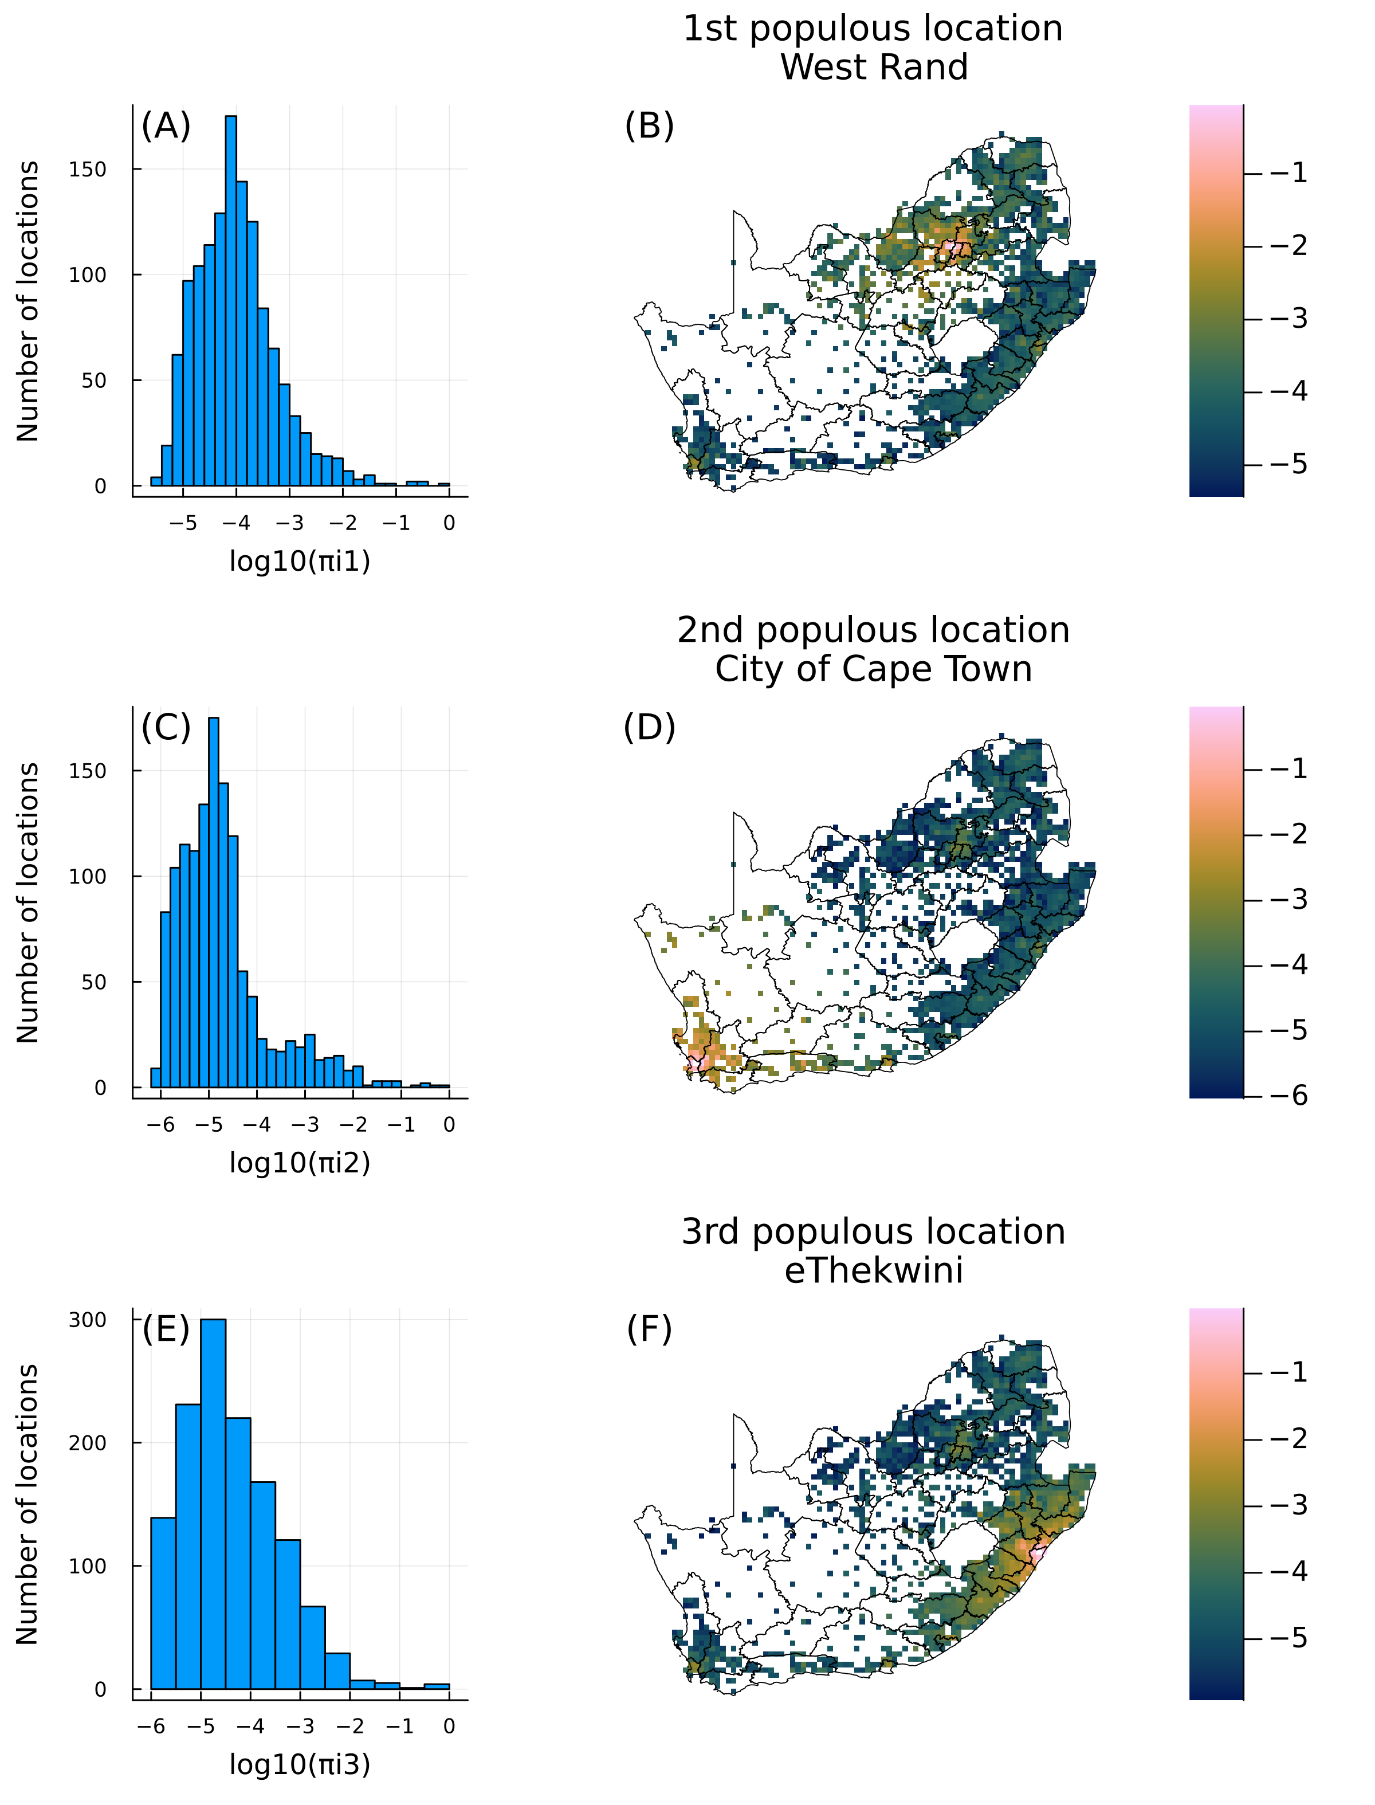 1st populous location
West Rand
(A)
Number of locations
150
100
50
0
−5 −4 −3 −2 −1 0
log10(πi1)
(B)
−1
−2
−3
−4
−5
2nd populous location
City of Cape Town
(C)
Number of locations
150
100
50
0
−6 −5 −4 −3 −2 −1 0
log10(πi2)
(D)
−1
−2
−3
−4
−5
−6
3rd populous location
eThekwini
(E)
Number of locations
300
200
100
0
−6 −5 −4 −3 −2 −1 0
log10(πi3)
(F)
−1
−2
−3
−4
−5